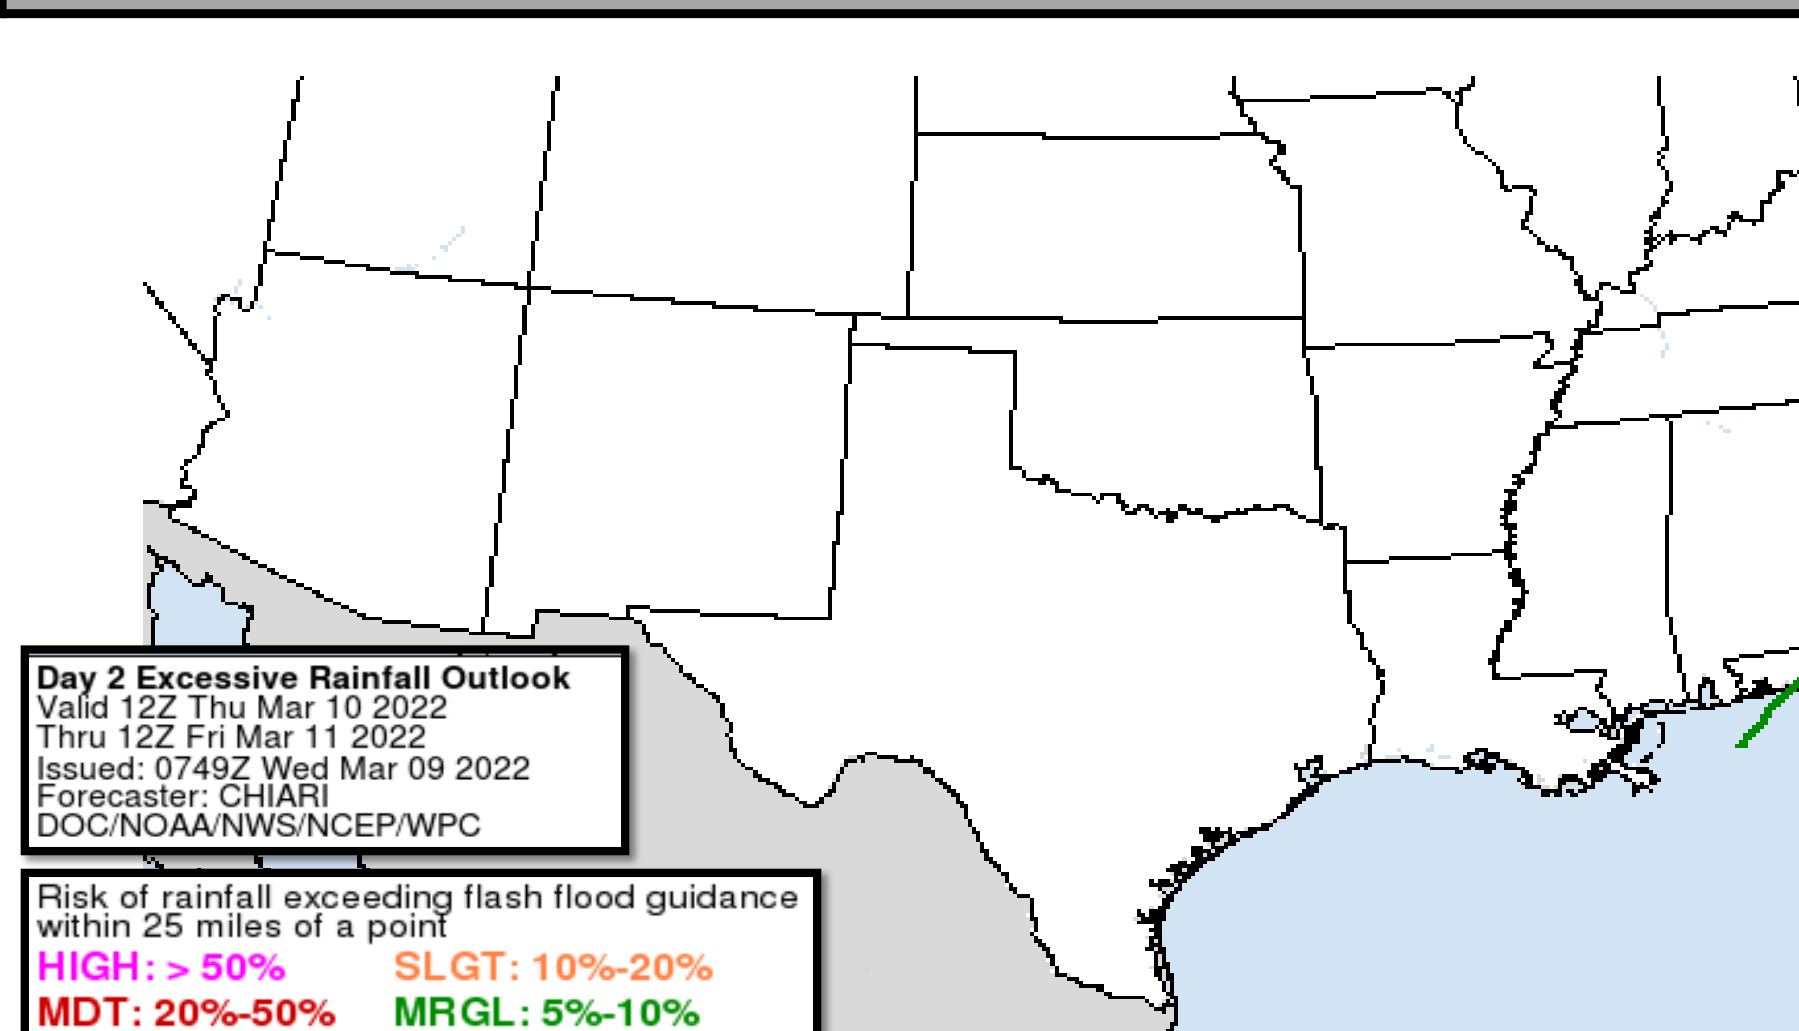 Day 2 Excessive Rainfall Outlook
Valid 12Z Thu Mar 10 2022
Thru 12Z Fri Mar 11 2022
Issued: 0749Z Wed Mar 09 2022
Forecaster: CHIARI
DOC/NOAA/NWS/NCEP/WPC
Risk of rainfall exceeding flash flood guidance
within 25 miles of a point
HIGH: > 50% SLGT: 10%-20%
MDT: 20%-50% MRGL: 5%-10%